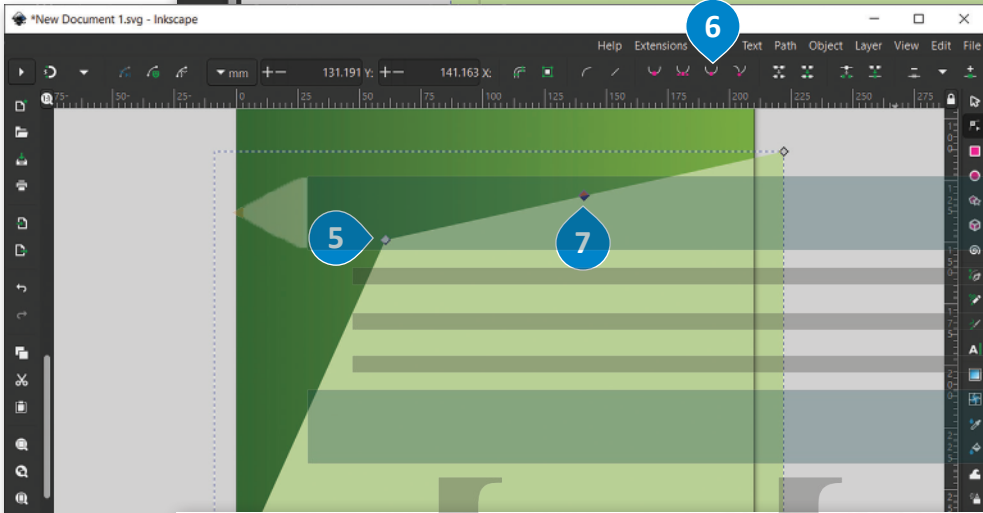 *New Document 1.svg - Inkscape
6
Help Extensions Text Path Object Layer View Edit File
mm 131.191 Y: 141.163 X:
75- 50- 25- 0 25 50 75 100 125 150 175 200 225 250 275
5
7